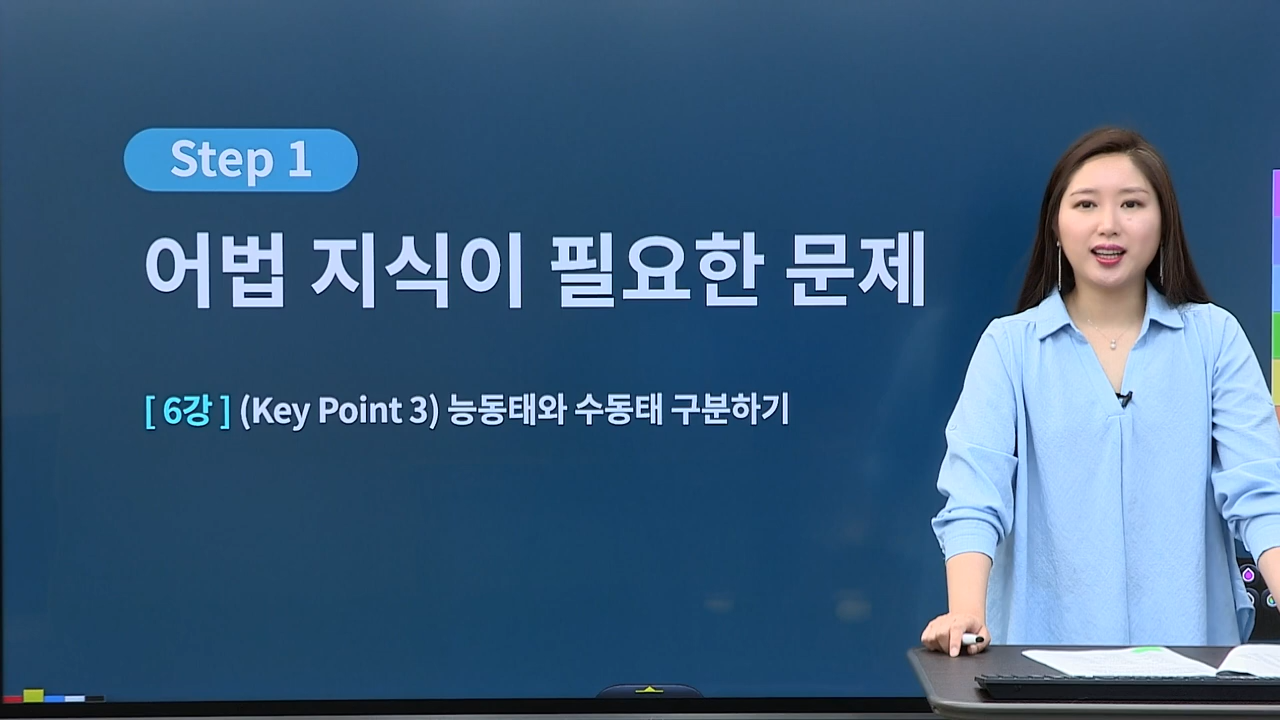 Step 1
어법 지식이 필요한 문제
[ 6강 ] (Key Point 3) 능동태와 수동태 구분하기